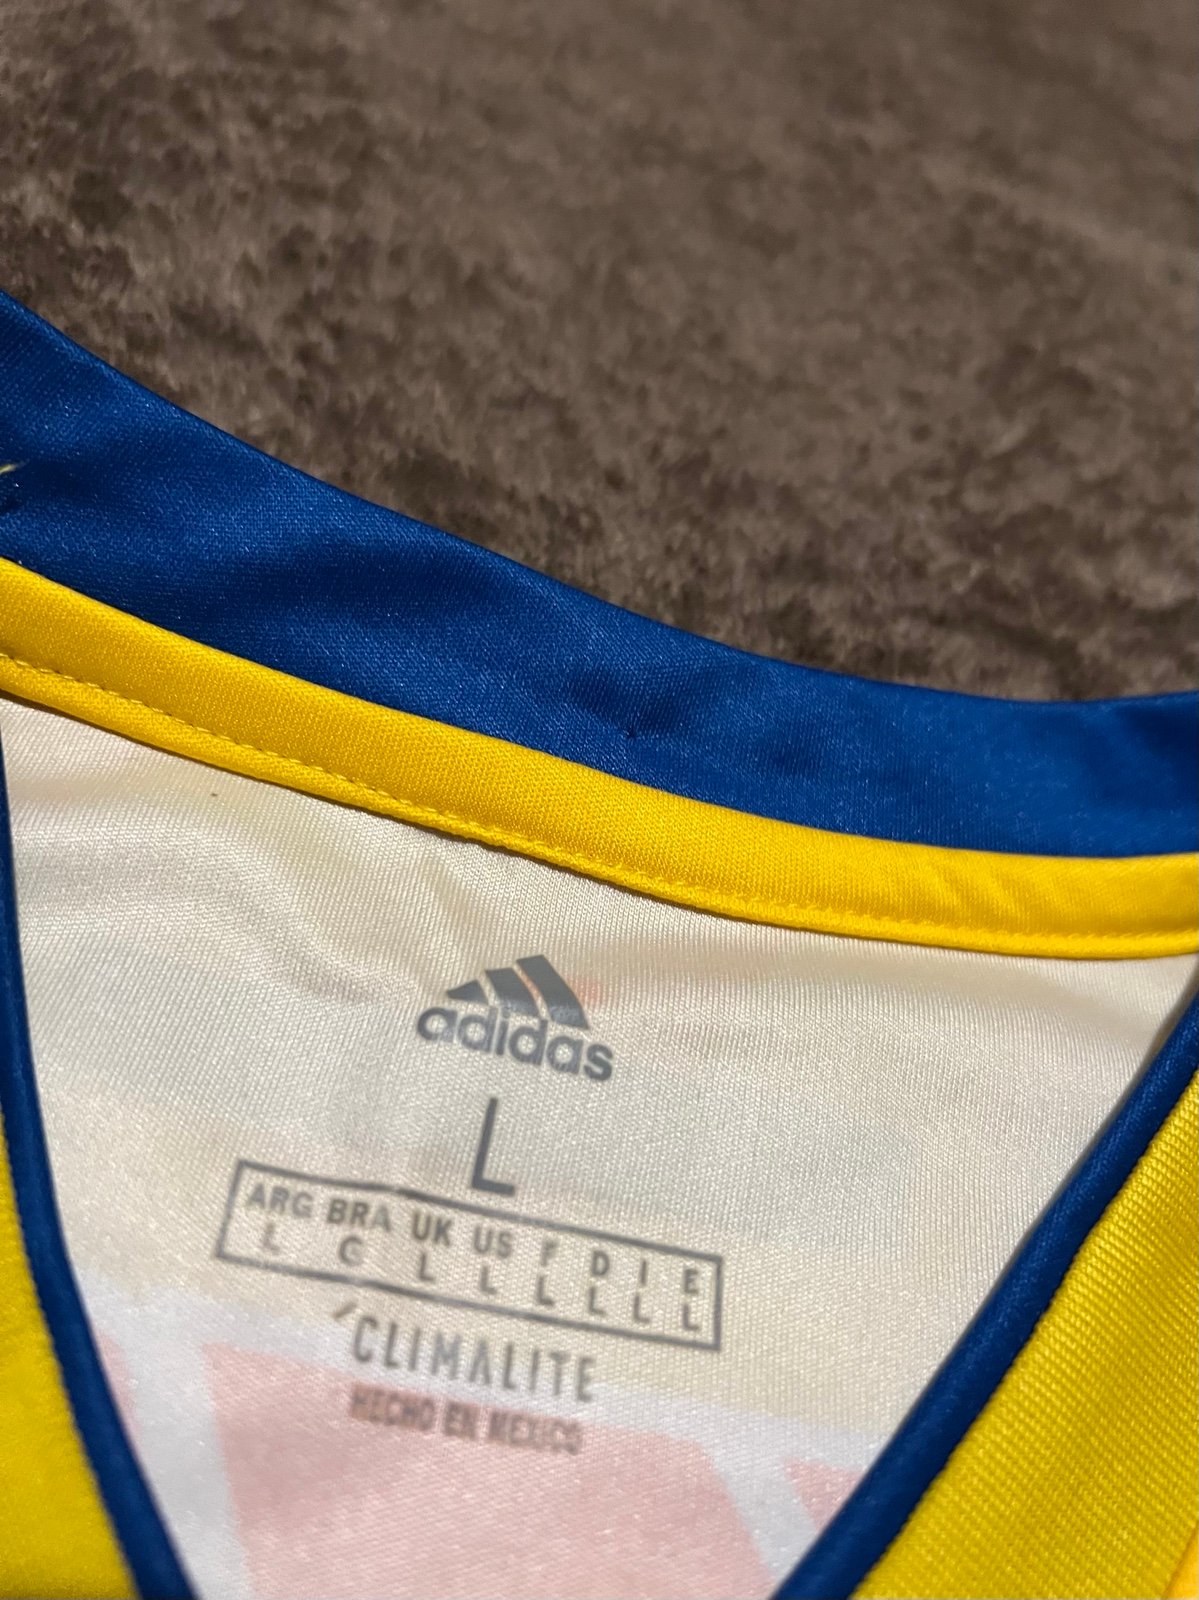 adidas
L
ARG BRA UK US F D I E
L G L L L L L L
CLIMALITE
HECHO EN MEXICO